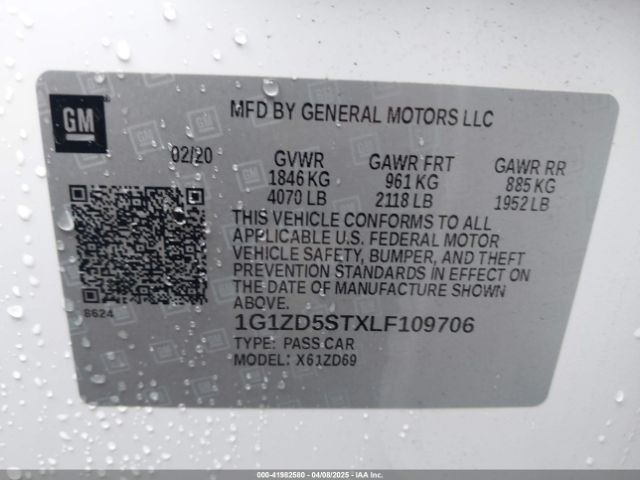 GM
MFD BY GENERAL MOTORS LLC
02/20 GVWR GAWR FRT GAWR RR
1846 KG 961 KG 885 KG
4070 LB 2118 LB 1952 LB
THIS VEHICLE CONFORMS TO ALL
APPLICABLE U.S. FEDERAL MOTOR
VEHICLE SAFETY, BUMPER, AND THEFT
PREVENTION STANDARDS IN EFFECT ON
THE DATE OF MANUFACTURE SHOWN
ABOVE.
8624
1G1ZD5STXLF109706
TYPE: PASS CAR
MODEL: X61ZD69
000-41982580 - 04/08/2025 - IAA Inc.